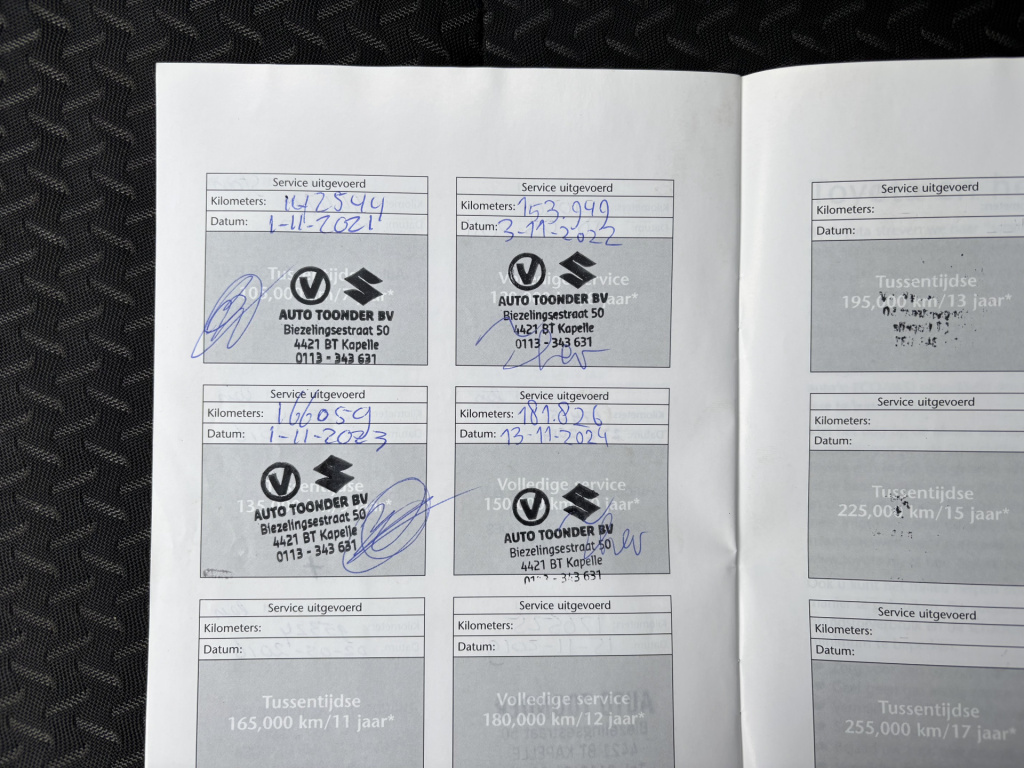 Service uitgevoerd
Kilometers: 142544
Datum: 1-11-2021
AUTO TOONDER BV
Biezelingsestraat 50
4421 BT Kapelle
0113 - 343 631
Service uitgevoerd
Kilometers: 153.949
Datum: 3-11-2022
Volledige service
AUTO TOONDER BV
Biezelingsestraat 50
4421 BT Kapelle
0113 - 343 631
Service uitgevoerd
Kilometers: 166059
Datum: 1-11-2023
AUTO TOONDER BV
Biezelingsestraat 50
4421 BT Kapelle
0113 - 343 631
Service uitgevoerd
Kilometers: 181.826
Datum: 13-11-2024
Volledige service
AUTO TOONDER BV
Biezelingsestraat 50
4421 BT Kapelle
343 631
Service uitgevoerd
Kilometers:
Datum:
Tussentijdse
165,000 km/11 jaar*
Service uitgevoerd
Kilometers:
Datum:
Volledige service
180,000 km/12 jaar*
Service uitgevoerd
Kilometers:
Datum:
Tussentijdse
195,000 km/13 jaar*
Service uitgevoerd
Kilometers:
Datum:
Tussentijdse
225,000 km/15 jaar*
Service uitgevoerd
Kilometers:
Datum:
Tussentijdse
255,000 km/17 jaar*